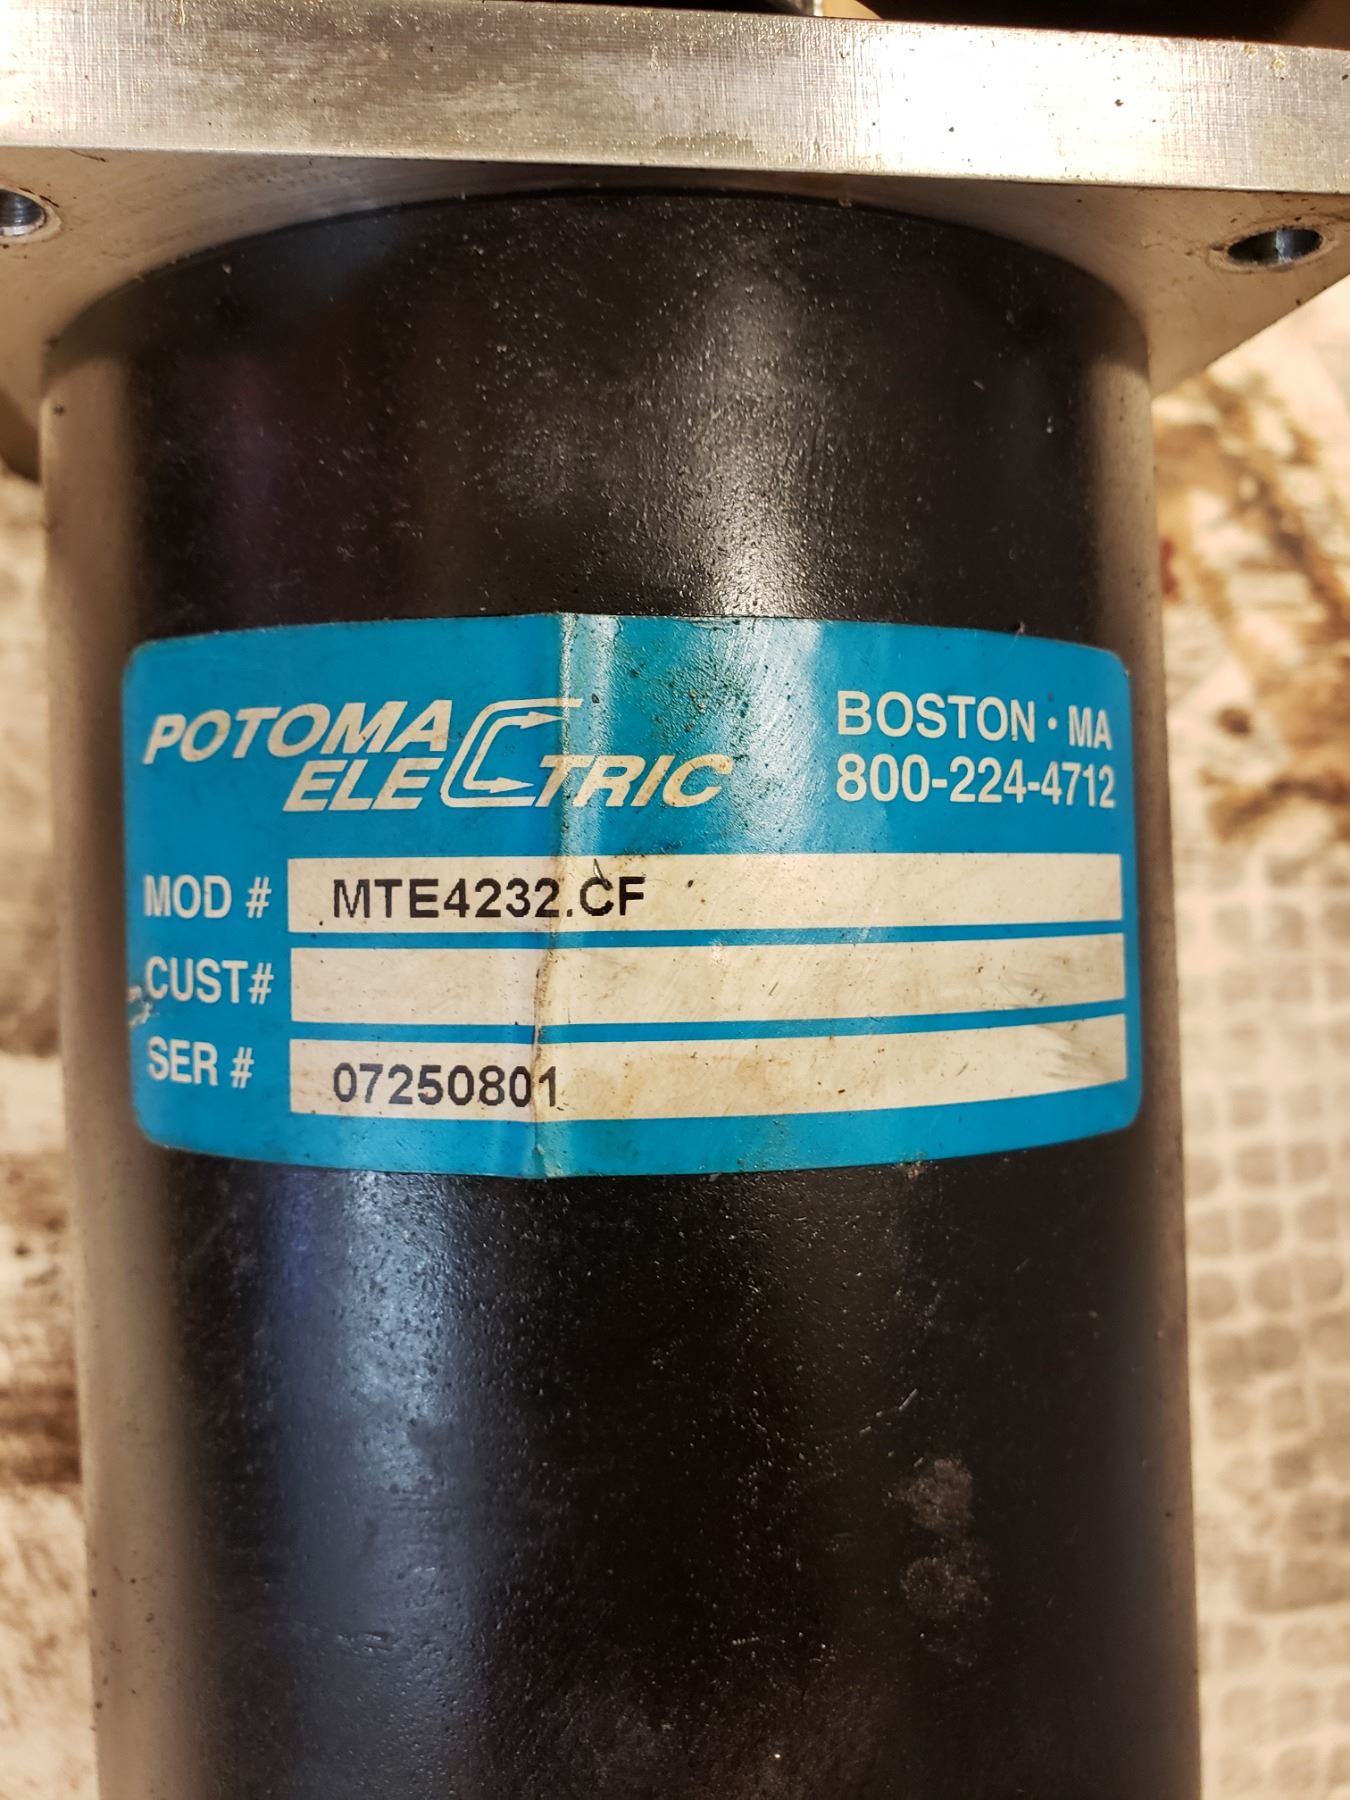 POTOMAC
ELECTRIC
BOSTON • MA
800-224-4712
MOD # MTE4232.CF
CUST#
SER # 07250801